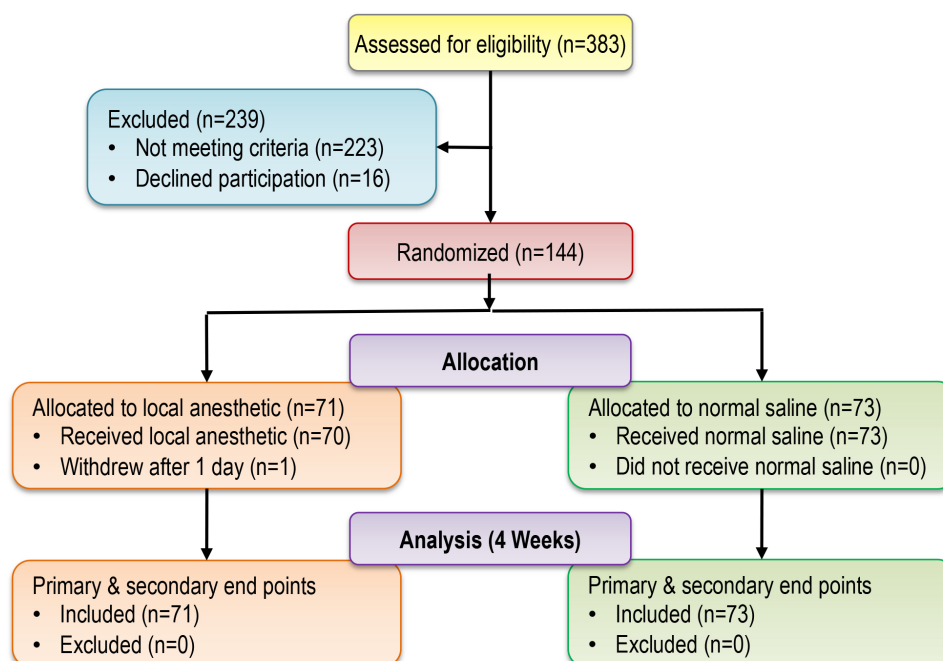 Assessed for eligibility (n=383)
Excluded (n=239)
• Not meeting criteria (n=223)
• Declined participation (n=16)
Randomized (n=144)
Allocation
Allocated to local anesthetic (n=71)
• Received local anesthetic (n=70)
• Withdrew after 1 day (n=1)
Allocated to normal saline (n=73)
• Received normal saline (n=73)
• Did not receive normal saline (n=0)
Analysis (4 Weeks)
Primary & secondary end points
• Included (n=71)
• Excluded (n=0)
Primary & secondary end points
• Included (n=73)
• Excluded (n=0)